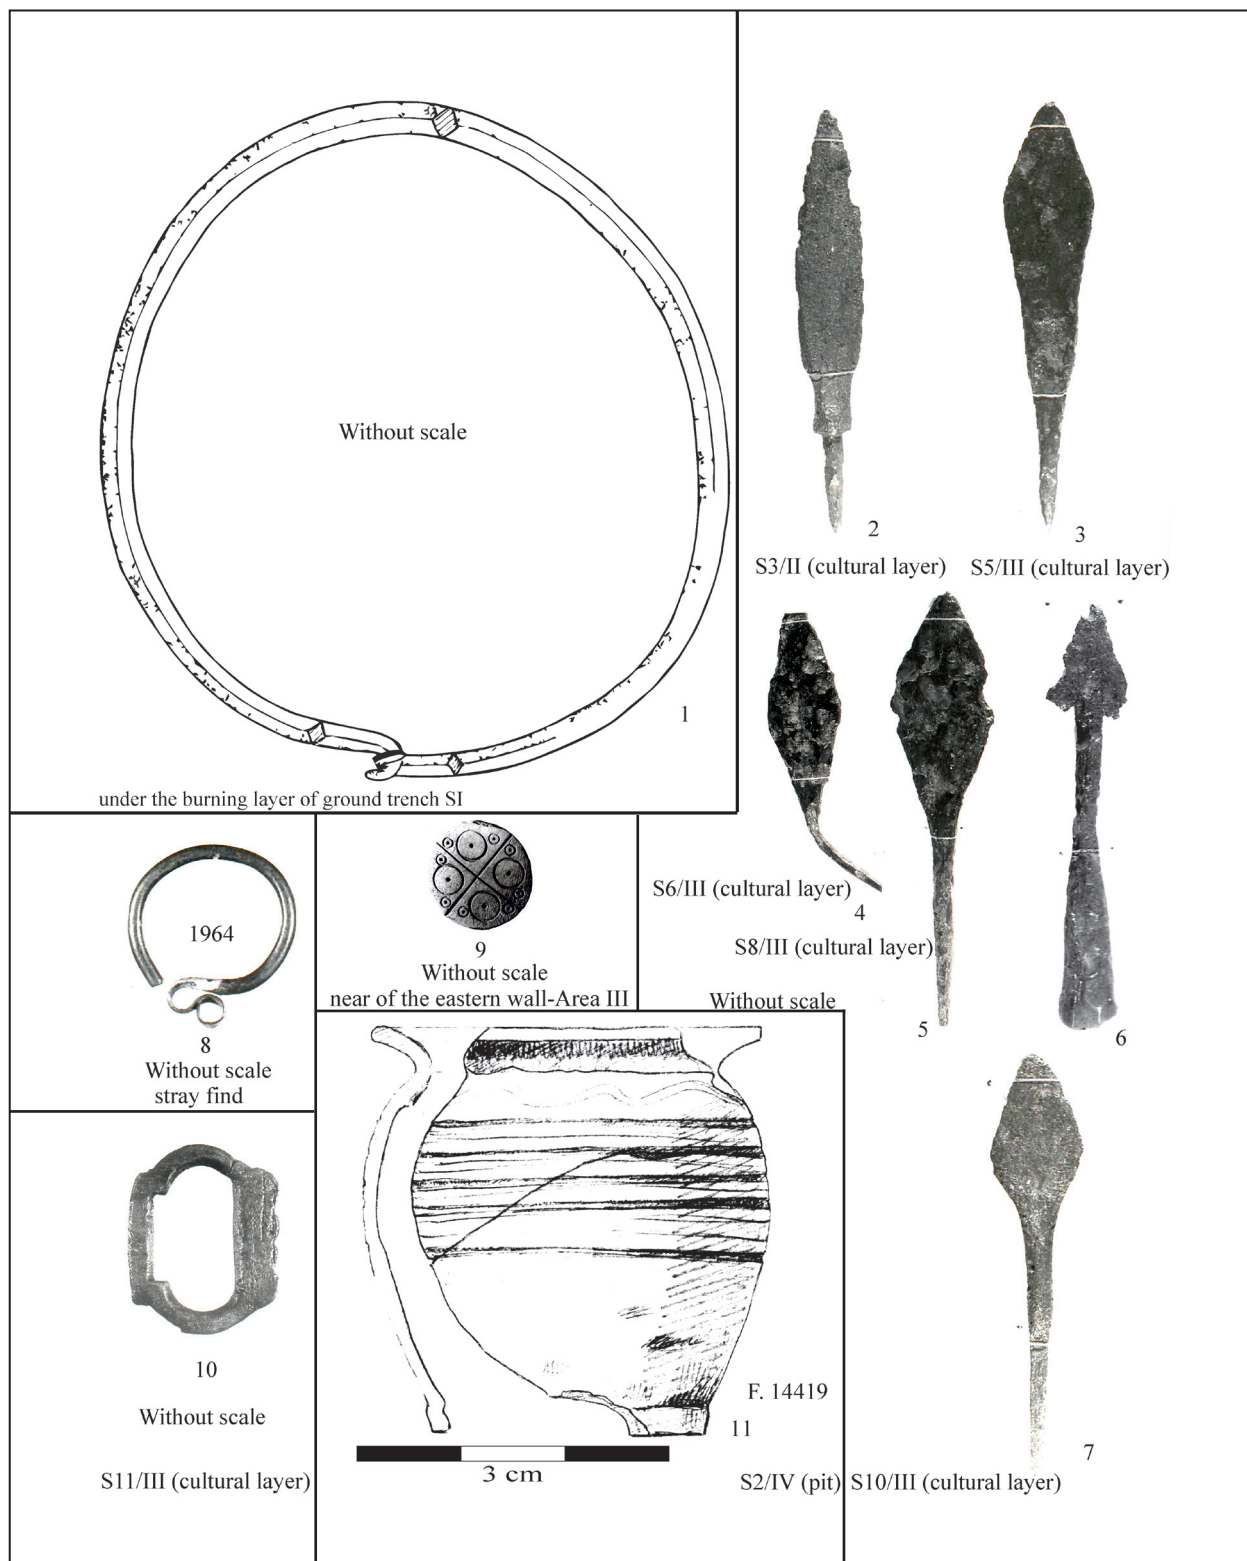 Without scale
1
under the burning layer of ground trench SI
2
S3/II (cultural layer)
3
S5/III (cultural layer)
S6/III (cultural layer)
4
S8/III (cultural layer)
Without scale
5
6
1964
8
Without scale
stray find
9
Without scale
near of the eastern wall-Area III
10
Without scale
S11/III (cultural layer)
F. 14419
11
3 cm
S2/IV (pit)
7
S10/III (cultural layer)